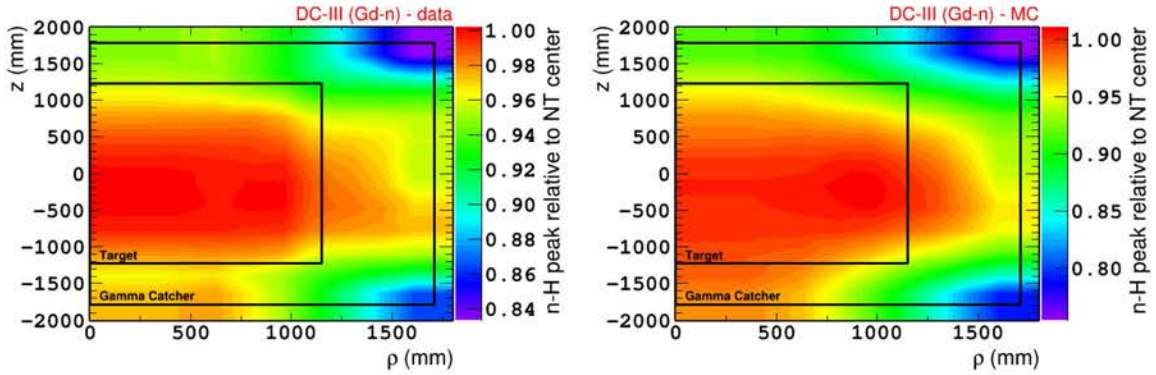 DC-III (Gd-n) - data
z (mm)
2000
1500
1000
500
0
−500
−1000
−1500
−2000
Target
Gamma Catcher
0 500 1000 1500
ρ (mm)
1.00
0.98
0.96
0.94
0.92
0.90
0.88
0.86
0.84
n-H peak relative to NT center
DC-III (Gd-n) - MC
z (mm)
2000
1500
1000
500
0
−500
−1000
−1500
−2000
Target
Gamma Catcher
0 500 1000 1500
ρ (mm)
1.00
0.95
0.90
0.85
0.80
n-H peak relative to NT center